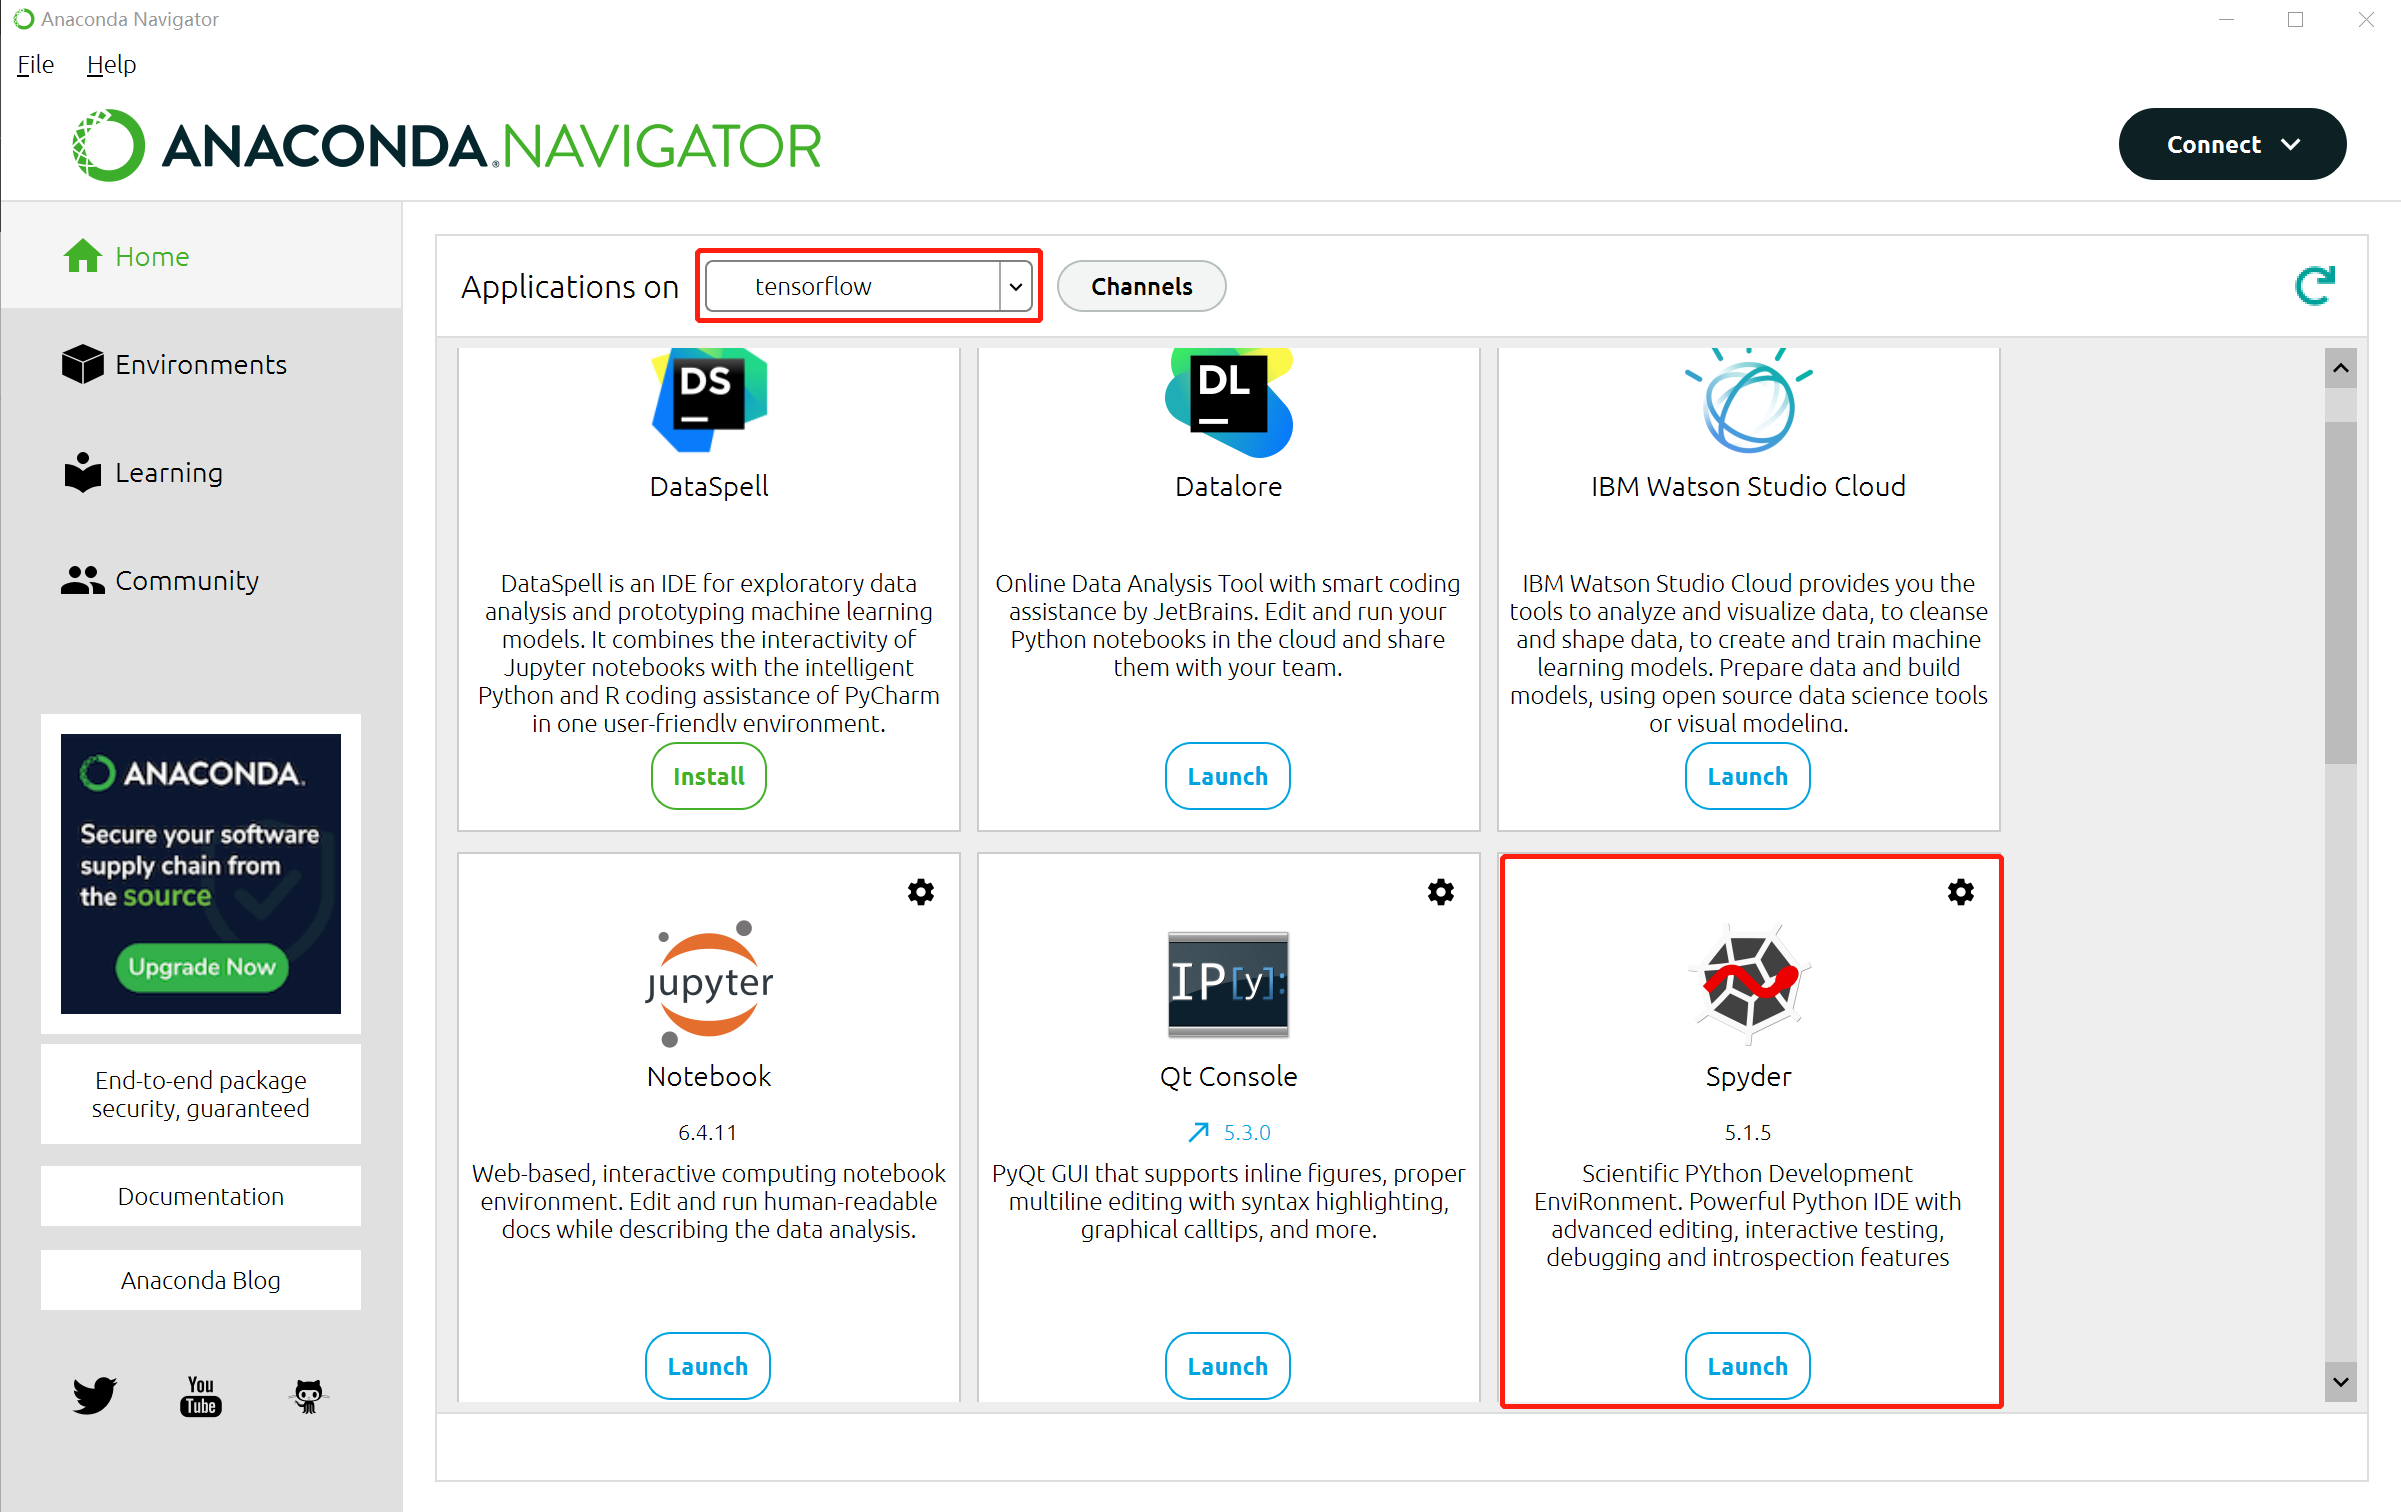 Anaconda Navigator
File Help
ANACONDA.NAVIGATOR
Connect
Home
Environments
Learning
Community
ANACONDA.
Secure your software
supply chain from
the source
Upgrade Now
End-to-end package
security, guaranteed
Documentation
Anaconda Blog
You
Tube
Applications on tensorflow Channels
DS
DataSpell
DataSpell is an IDE for exploratory data
analysis and prototyping machine learning
models. It combines the interactivity of
Jupyter notebooks with the intelligent
Python and R coding assistance of PyCharm
in one user-friendly environment.
Install
DL
Datalore
Online Data Analysis Tool with smart coding
assistance by JetBrains. Edit and run your
Python notebooks in the cloud and share
them with your team.
Launch
IBM Watson Studio Cloud
IBM Watson Studio Cloud provides you the
tools to analyze and visualize data, to cleanse
and shape data, to create and train machine
learning models. Prepare data and build
models, using open source data science tools
or visual modeling.
Launch
jupyter
Notebook
6.4.11
Web-based, interactive computing notebook
environment. Edit and run human-readable
docs while describing the data analysis.
Launch
IP[y]:
Qt Console
5.3.0
PyQt GUI that supports inline figures, proper
multiline editing with syntax highlighting,
graphical calltips, and more.
Launch
Spyder
5.1.5
Scientific PYthon Development
EnviRonment. Powerful Python IDE with
advanced editing, interactive testing,
debugging and introspection features
Launch